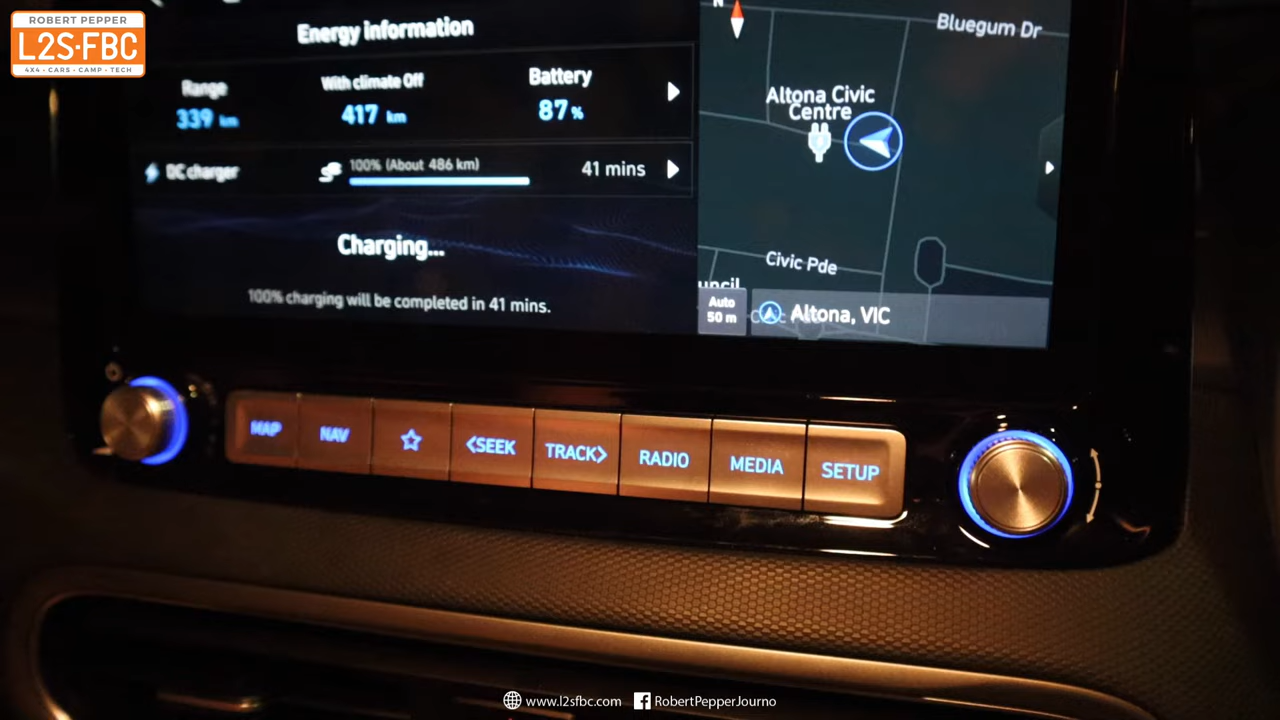 ROBERT PEPPER
L2S·FBC
4X4 · CARS · CAMP · TECH
Energy information
Range
With climate Off
Battery
339 km
417 km
87 %
DC charger
100% (About 486 km)
41 mins
Charging...
100% charging will be completed in 41 mins.
N
Bluegum Dr
Altona Civic
Centre
Civic Pde
uncil
Auto
50 m
Altona, VIC
MAP
NAV
<SEEK
TRACK>
RADIO
MEDIA
SETUP
www.l2sfbc.com
RobertPepperJourno